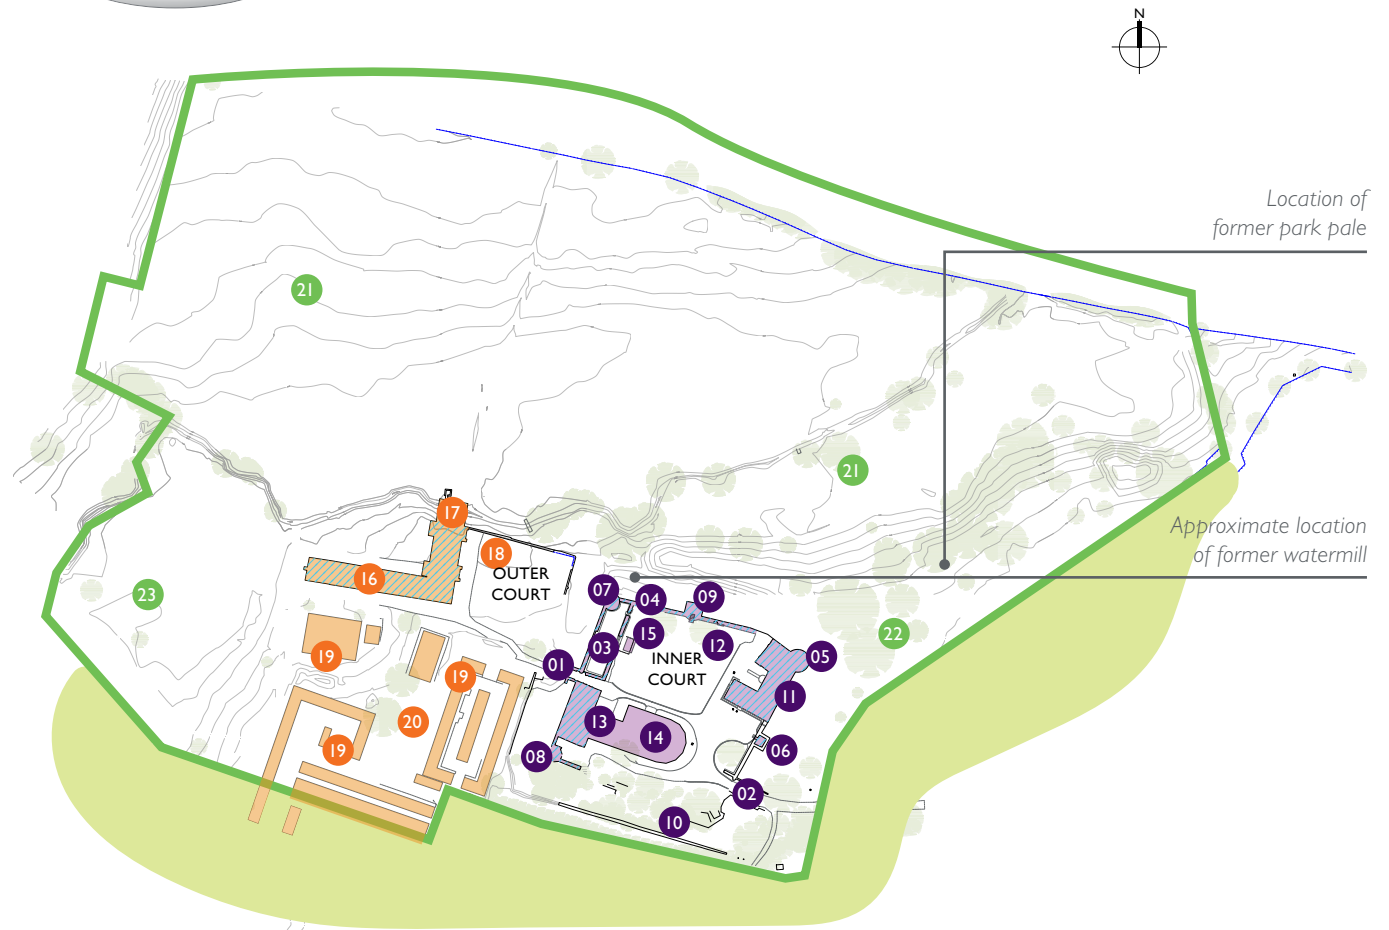 N
Location of
former park pale
21
21
17
Approximate location
of former watermill
18
OUTER
COURT
16
23
07
04
09
22
15
12
03
INNER
COURT
05
19
01
19
11
20
13
14
19
08
06
02
10